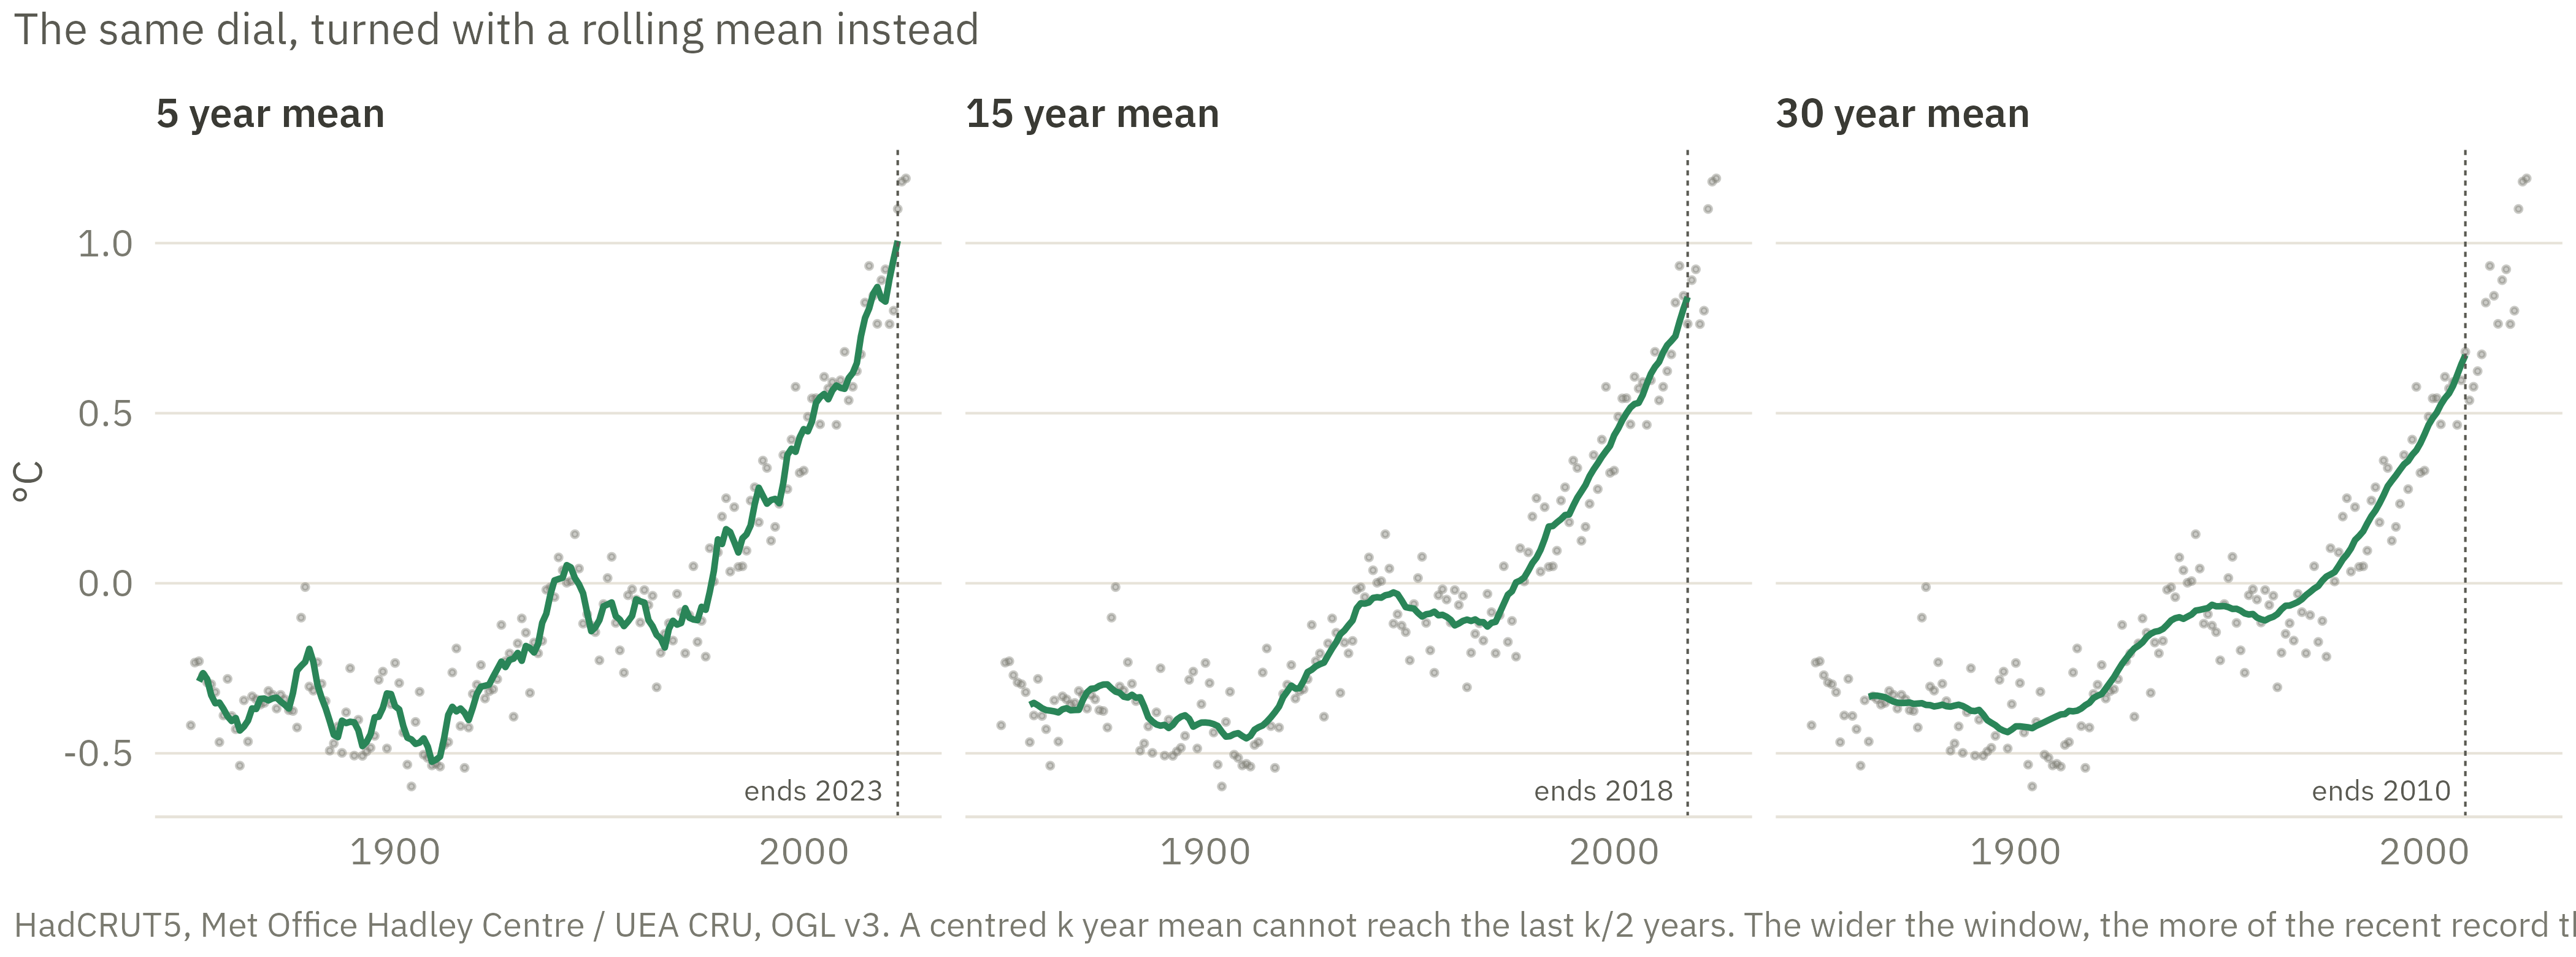 The same dial, turned with a rolling mean instead
5 year mean
15 year mean
30 year mean
°C
1.0
0.5
0.0
-0.5
ends 2023
ends 2018
ends 2010
1900
2000
1900
2000
1900
2000
HadCRUT5, Met Office Hadley Centre / UEA CRU, OGL v3. A centred k year mean cannot reach the last k/2 years. The wider the window, the more of the recent record